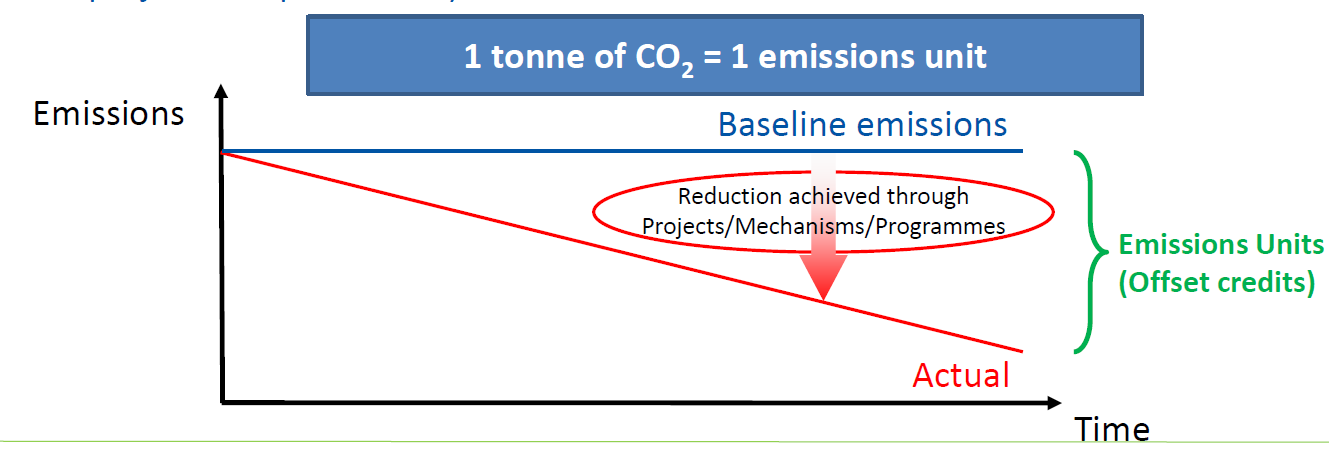 1 tonne of CO₂ = 1 emissions unit
Emissions
Baseline emissions
Reduction achieved through
Projects/Mechanisms/Programmes
Emissions Units
(Offset credits)
Actual
Time